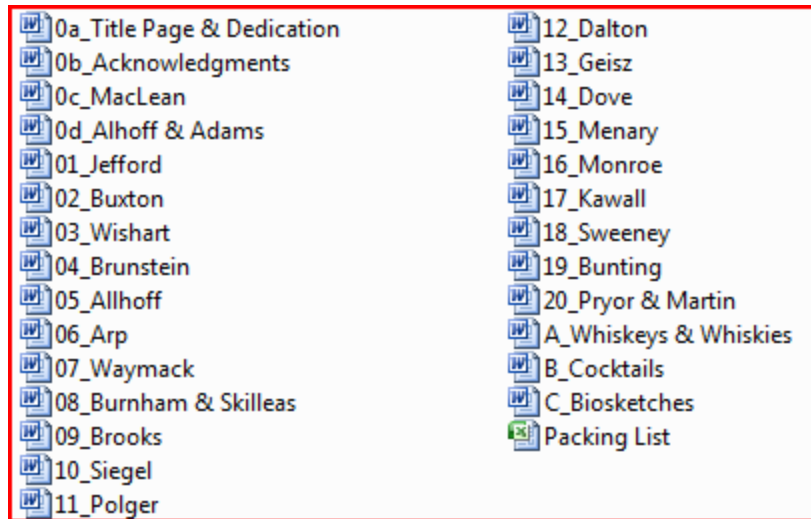 0a_Title Page & Dedication
0b_Acknowledgments
0c_MacLean
0d_Alhoff & Adams
01_Jefford
02_Buxton
03_Wishart
04_Brunstein
05_Allhoff
06_Arp
07_Waymack
08_Burnham & Skilleas
09_Brooks
10_Siegel
11_Polger
12_Dalton
13_Geisz
14_Dove
15_Menary
16_Monroe
17_Kawall
18_Sweeney
19_Bunting
20_Pryor & Martin
A_Whiskeys & Whiskies
B_Cocktails
C_Biosketches
Packing List